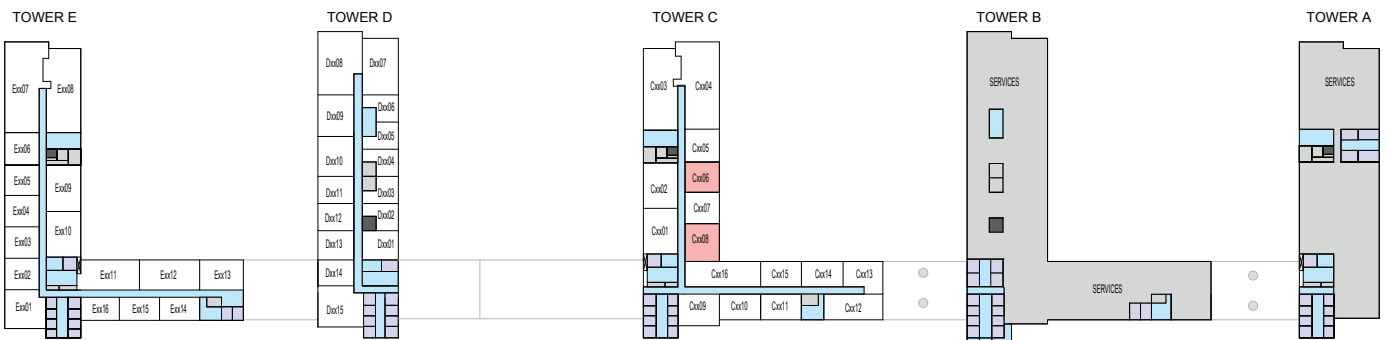 TOWER E
TOWER D
TOWER C
TOWER B
TOWER A
Exx07
Exx08
Exx06
Exx05
Exx09
Exx04
Exx10
Exx03
Exx02
Exx11
Exx12
Exx13
Exx01
Exx16
Exx15
Exx14
Dxx08
Dxx07
Dxx09
Dxx06
Dxx05
Dxx10
Dxx04
Dxx11
Dxx03
Dxx12
Dxx02
Dxx13
Dxx01
Dxx14
Dxx15
Cxx03
Cxx04
Cxx05
Cxx02
Cxx06
Cxx07
Cxx01
Cxx08
Cxx16
Cxx15
Cxx14
Cxx13
Cxx09
Cxx10
Cxx11
Cxx12
SERVICES
SERVICES
SERVICES